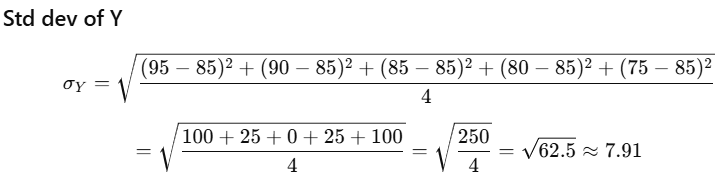 Std dev of Y
σ_Y = √((95 − 85)² + (90 − 85)² + (85 − 85)² + (80 − 85)² + (75 − 85)² / 4)
= √(100 + 25 + 0 + 25 + 100 / 4) = √(250 / 4) = √62.5 ≈ 7.91